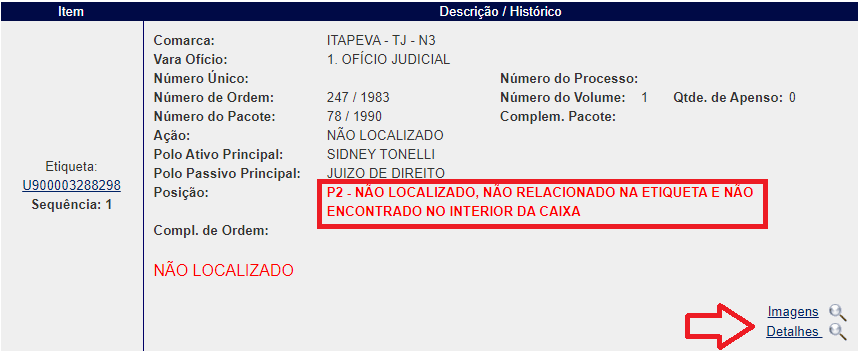 Item Descrição / Histórico
Comarca: ITAPEVA - TJ - N3
Vara Ofício: 1. OFÍCIO JUDICIAL
Número Único: Número do Processo:
Número de Ordem: 247 / 1983 Número do Volume: 1 Qtde. de Apenso: 0
Número do Pacote: 78 / 1990 Complem. Pacote:
Ação: NÃO LOCALIZADO
Polo Ativo Principal: SIDNEY TONELLI
Polo Passivo Principal: JUIZO DE DIREITO
Etiqueta:
U900003288298
Sequência: 1
Posição: P2 - NÃO LOCALIZADO, NÃO RELACIONADO NA ETIQUETA E NÃO
ENCONTRADO NO INTERIOR DA CAIXA
Compl. de Ordem:
NÃO LOCALIZADO
Imagens
Detalhes